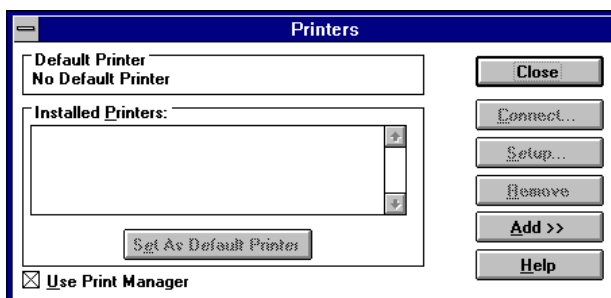 Printers
Default Printer
No Default Printer
Close
Installed Printers:
Connect...
Setup...
Remove
Set As Default Printer
Add >>
Use Print Manager
Help